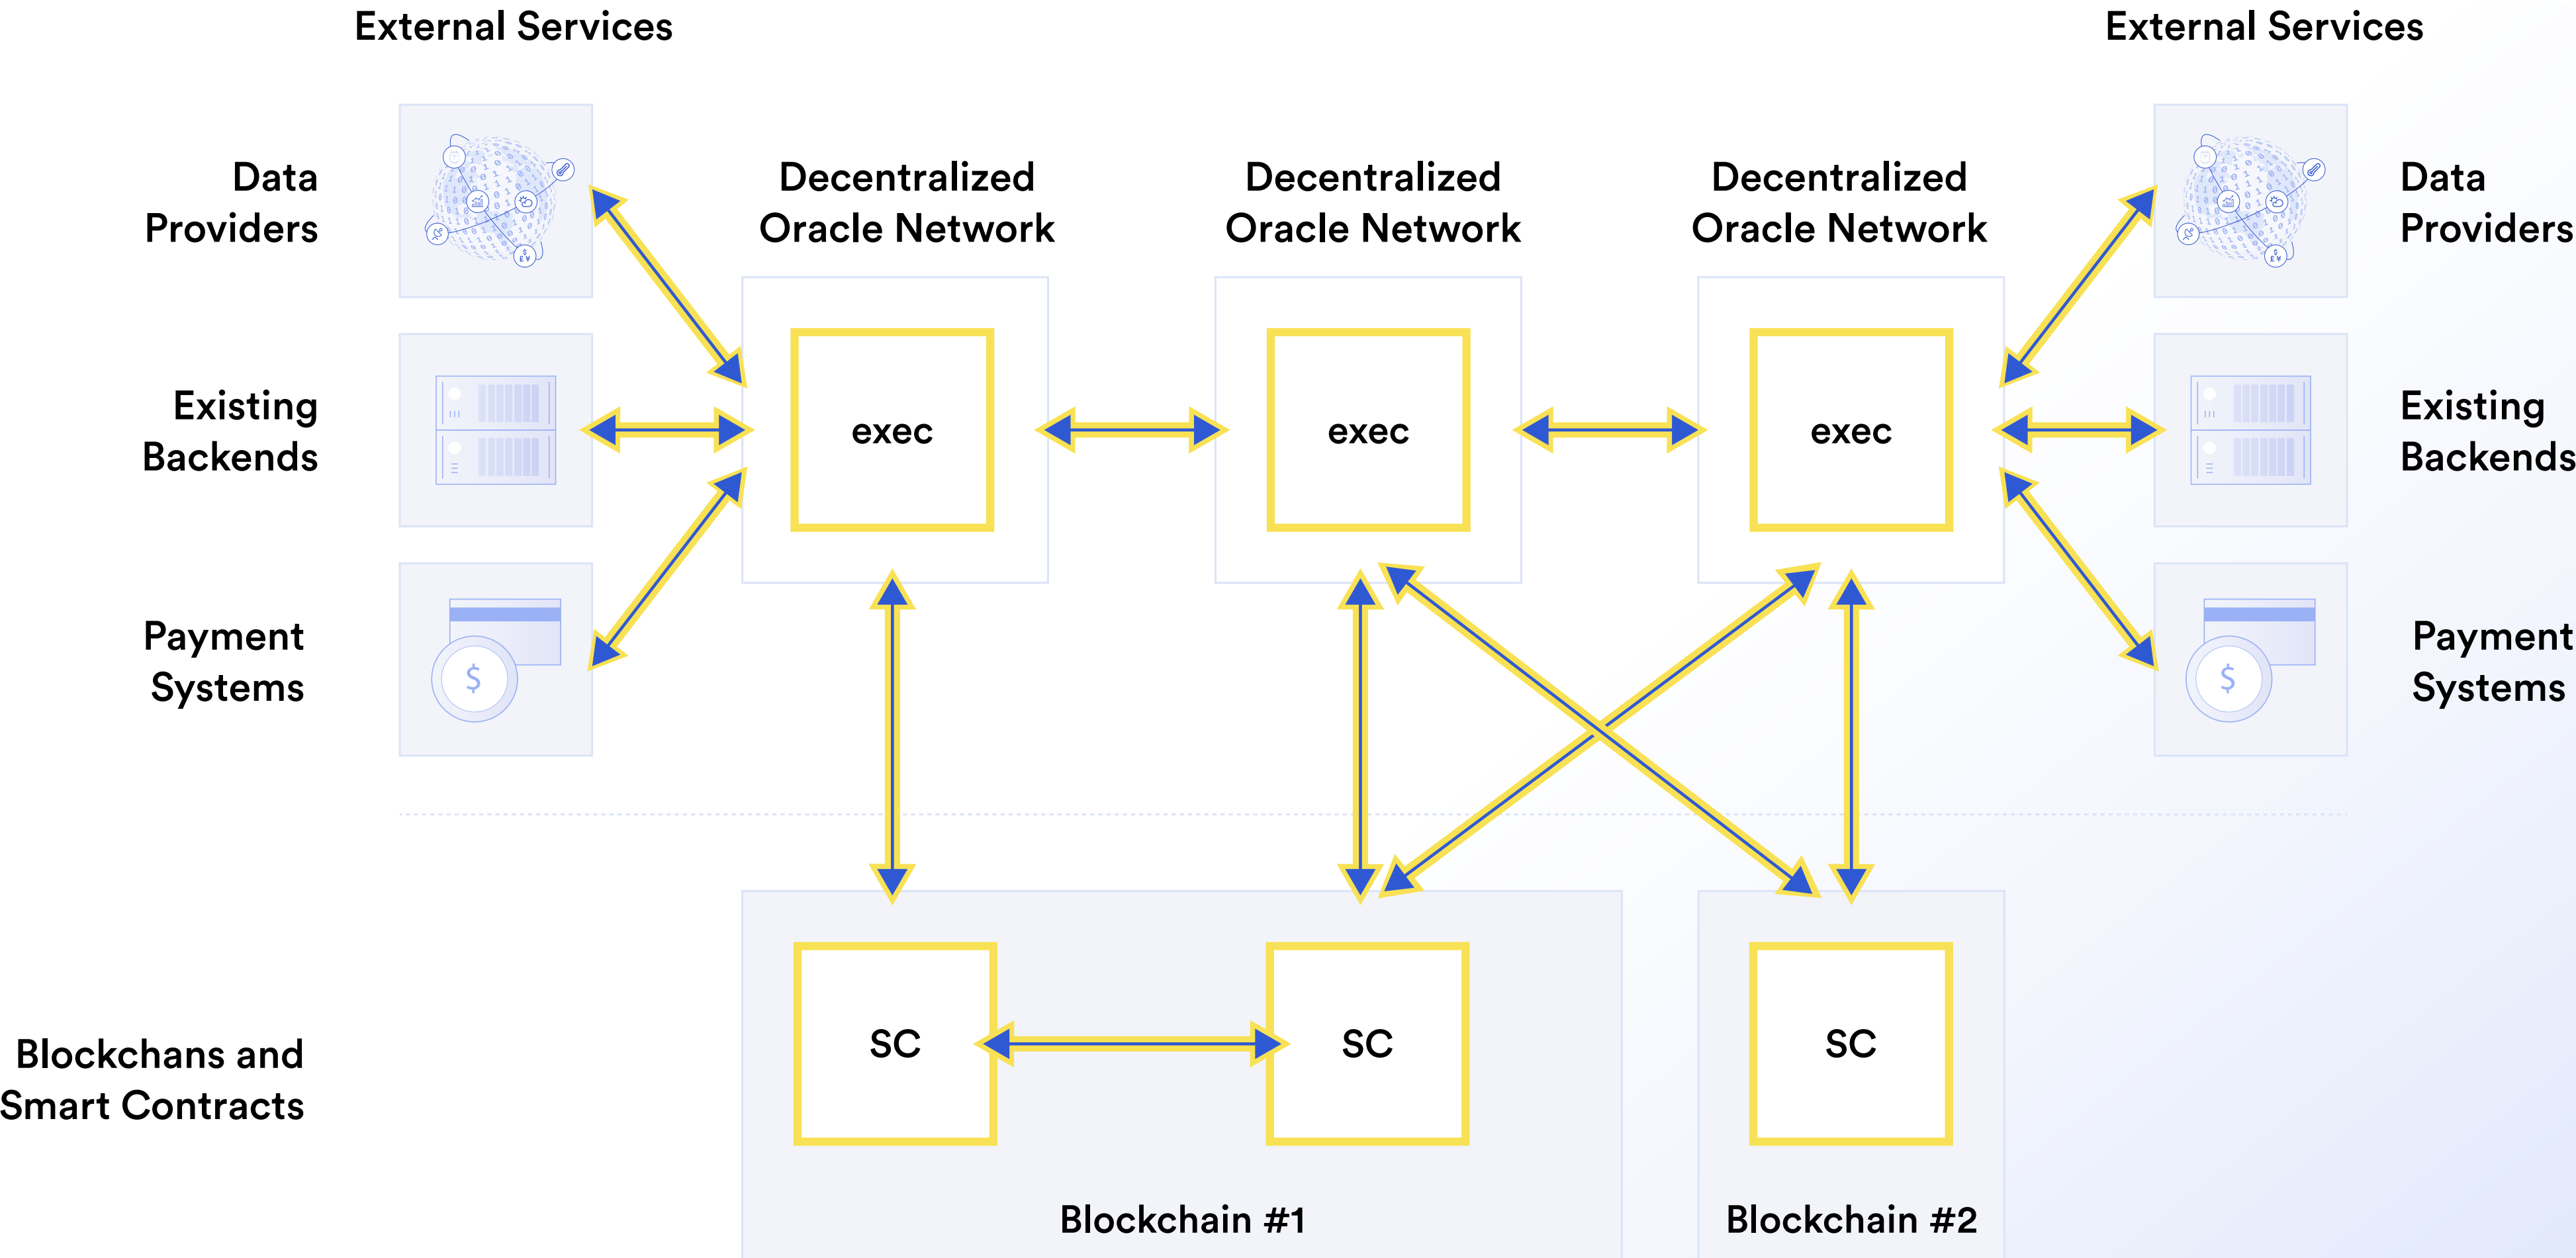 External Services
External Services
Data
Providers
Decentralized
Oracle Network
Decentralized
Oracle Network
Decentralized
Oracle Network
Data
Providers
Existing
Backends
exec
exec
exec
Existing
Backends
Payment
Systems
$
$
Payment
Systems
Blockchans and
Smart Contracts
SC
SC
SC
Blockchain #1
Blockchain #2